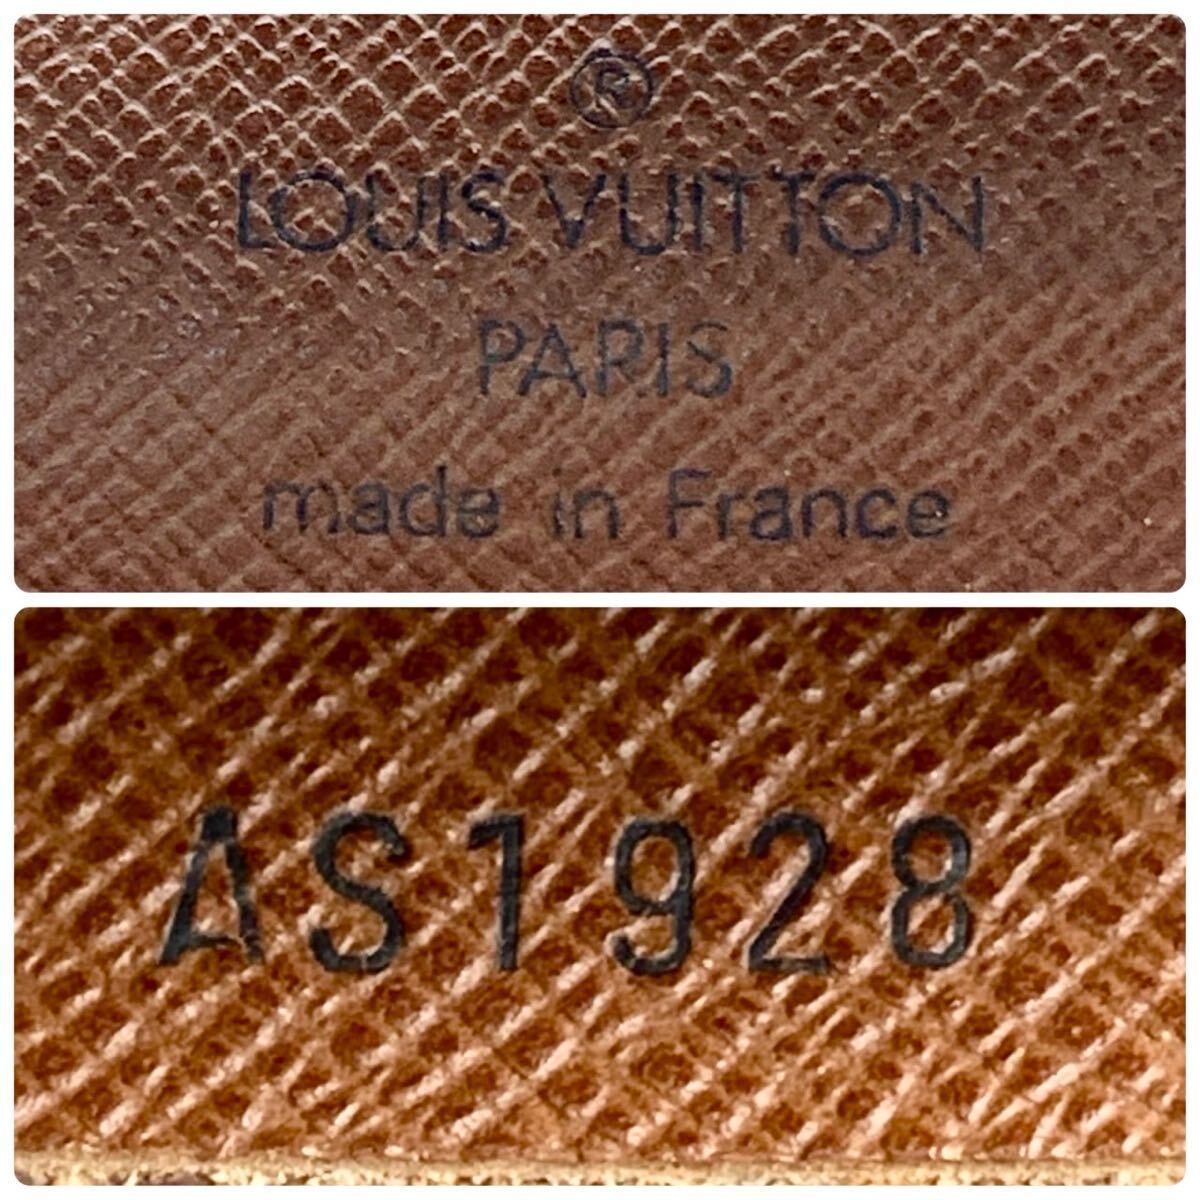 ®
LOUIS VUITTON
PARIS
made in France
AS1928